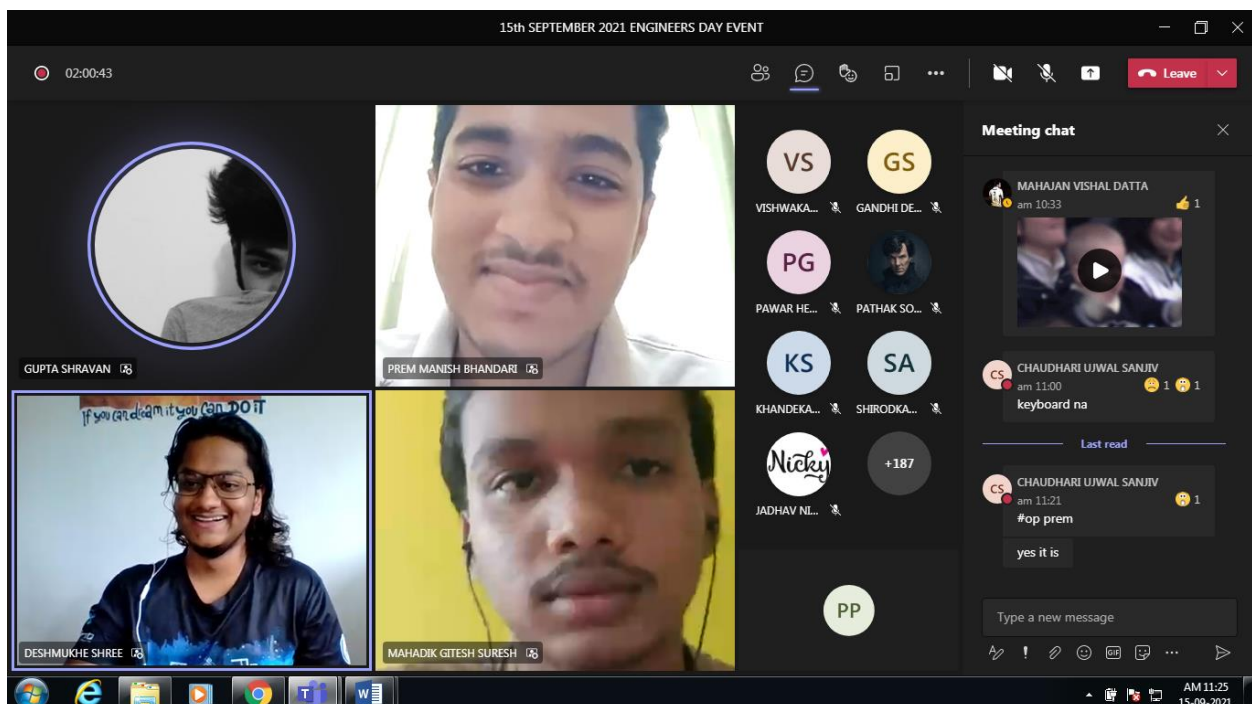 15th SEPTEMBER 2021 ENGINEERS DAY EVENT
02:00:43
Leave
GUPTA SHRAVAN
PREM MANISH BHANDARI
If you can dream it you can DO IT
DESHMUKHE SHREE
MAHADIK GITESH SURESH
VS
GS
VISHWAKA...
GANDHI DE...
PG
PAWAR HE...
PATHAK SO...
KS
SA
KHANDEKA...
SHIRODKA...
Nicky
+187
JADHAV NI...
PP
Meeting chat
MAHAJAN VISHAL DATTA
am 10:33
1
CS
CHAUDHARI UJWAL SANJIV
am 11:00
1 1
keyboard na
Last read
CS
CHAUDHARI UJWAL SANJIV
am 11:21
1
#op prem
yes it is
Type a new message
GIF
AM 11:25
15-09-2021